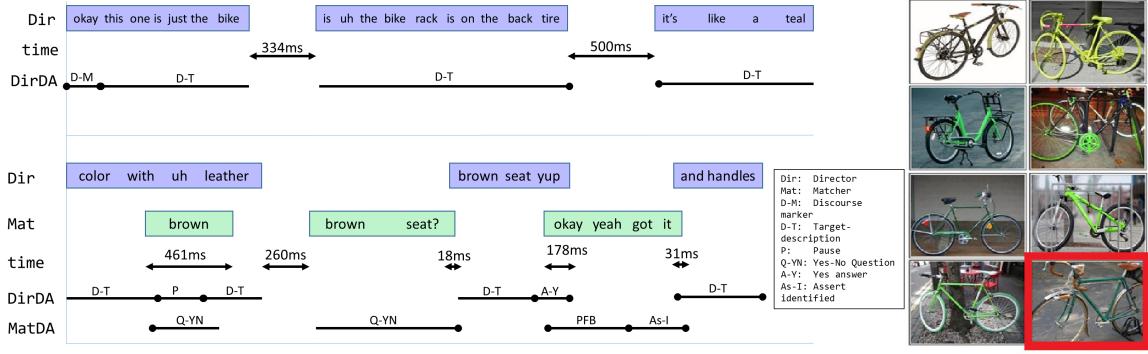 Dir okay this one is just the bike is uh the bike rack is on the back tire it's like a teal
time 334ms 500ms
DirDA D-M D-T D-T D-T
Dir color with uh leather brown seat yup and handles
Mat brown brown seat? okay yeah got it
time 461ms 260ms 18ms 178ms 31ms
DirDA D-T P D-T D-T A-Y D-T
MatDA Q-YN Q-YN PFB As-I
Dir: Director
Mat: Matcher
D-M: Discourse
marker
D-T: Target-
description
P: Pause
Q-YN: Yes-No Question
A-Y: Yes answer
As-I: Assert
identified